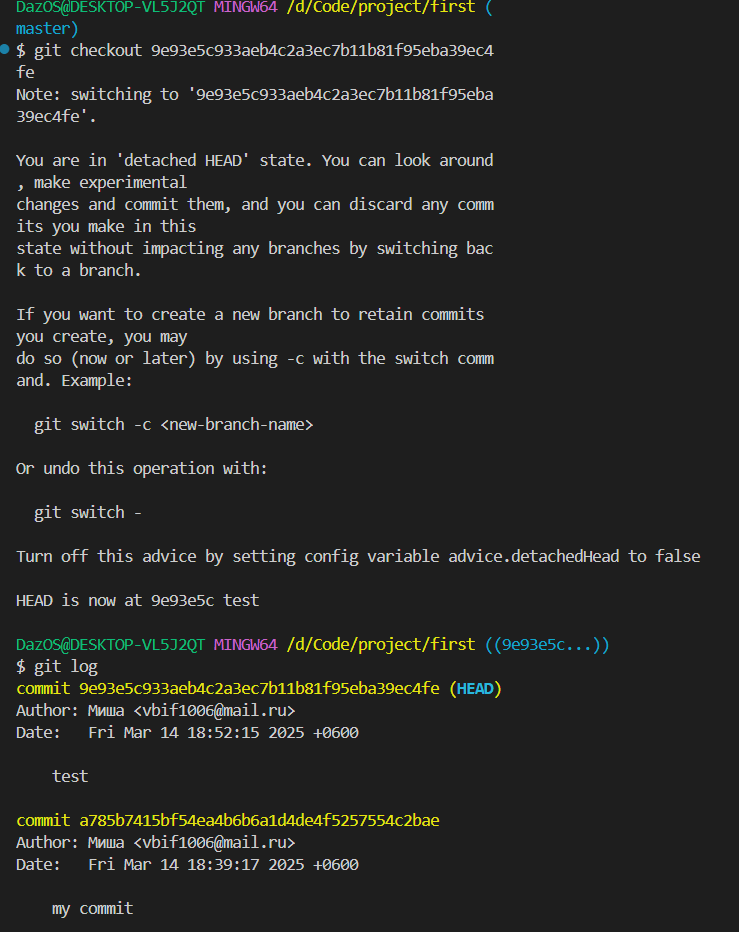 DazOS@DESKTOP-VL5J2QT MINGW64 /d/Code/project/first (
master)
$ git checkout 9e93e5c933aeb4c2a3ec7b11b81f95eba39ec4
fe
Note: switching to '9e93e5c933aeb4c2a3ec7b11b81f95eba
39ec4fe'.

You are in 'detached HEAD' state. You can look around
, make experimental
changes and commit them, and you can discard any comm
its you make in this
state without impacting any branches by switching bac
k to a branch.

If you want to create a new branch to retain commits
you create, you may
do so (now or later) by using -c with the switch comm
and. Example:

  git switch -c <new-branch-name>

Or undo this operation with:

  git switch -

Turn off this advice by setting config variable advice.detachedHead to false

HEAD is now at 9e93e5c test

DazOS@DESKTOP-VL5J2QT MINGW64 /d/Code/project/first ((9e93e5c...))
$ git log
commit 9e93e5c933aeb4c2a3ec7b11b81f95eba39ec4fe (HEAD)
Author: Миша <vbif1006@mail.ru>
Date:   Fri Mar 14 18:52:15 2025 +0600

    test

commit a785b7415bf54ea4b6b6a1d4de4f5257554c2bae
Author: Миша <vbif1006@mail.ru>
Date:   Fri Mar 14 18:39:17 2025 +0600

    my commit